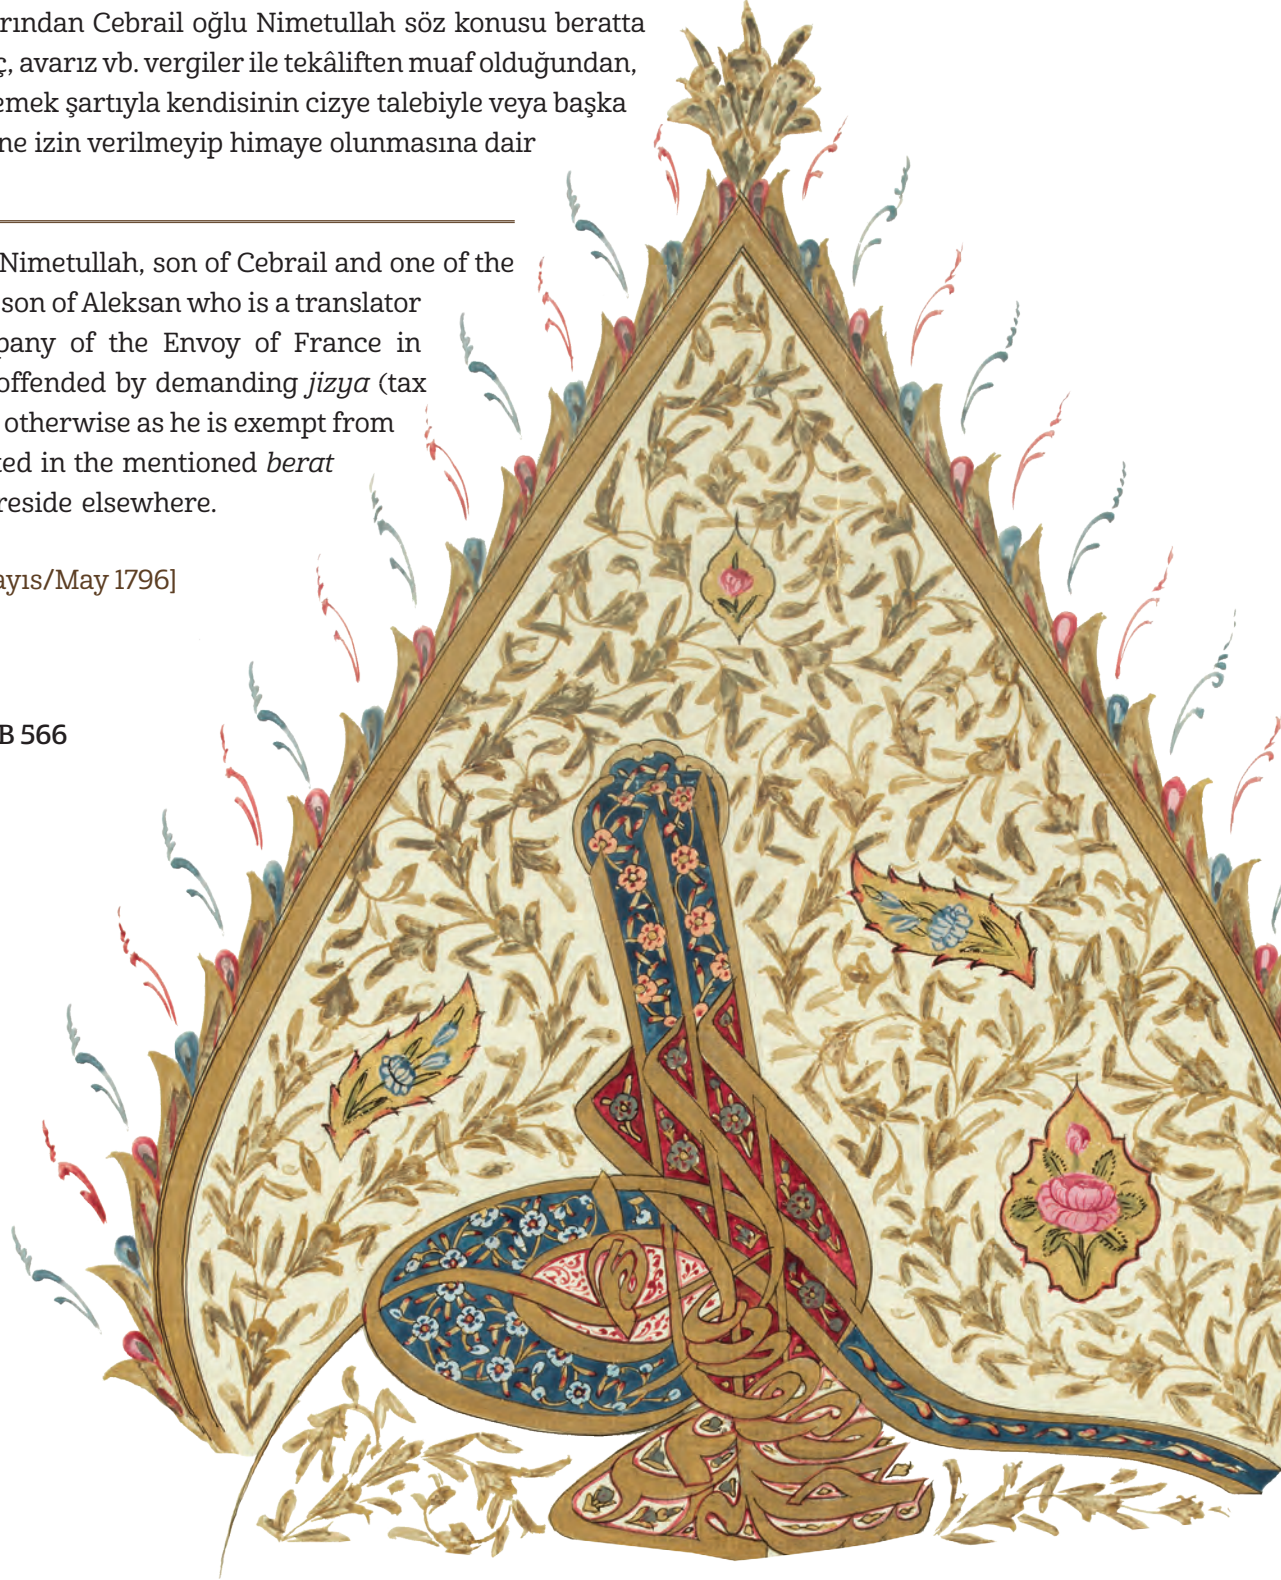 rından Cebrail oğlu Nimetullah söz konusu beratta
ç, avarız vb. vergiler ile tekâliften muaf olduğundan,
emek şartıyla kendisinin cizye talebiyle veya başka
ne izin verilmeyip himaye olunmasına dair
Nimetullah, son of Cebrail and one of the
son of Aleksan who is a translator
pany of the Envoy of France in
offended by demanding jizya (tax
otherwise as he is exempt from
ted in the mentioned berat
reside elsewhere.
ayıs/May 1796]
B 566